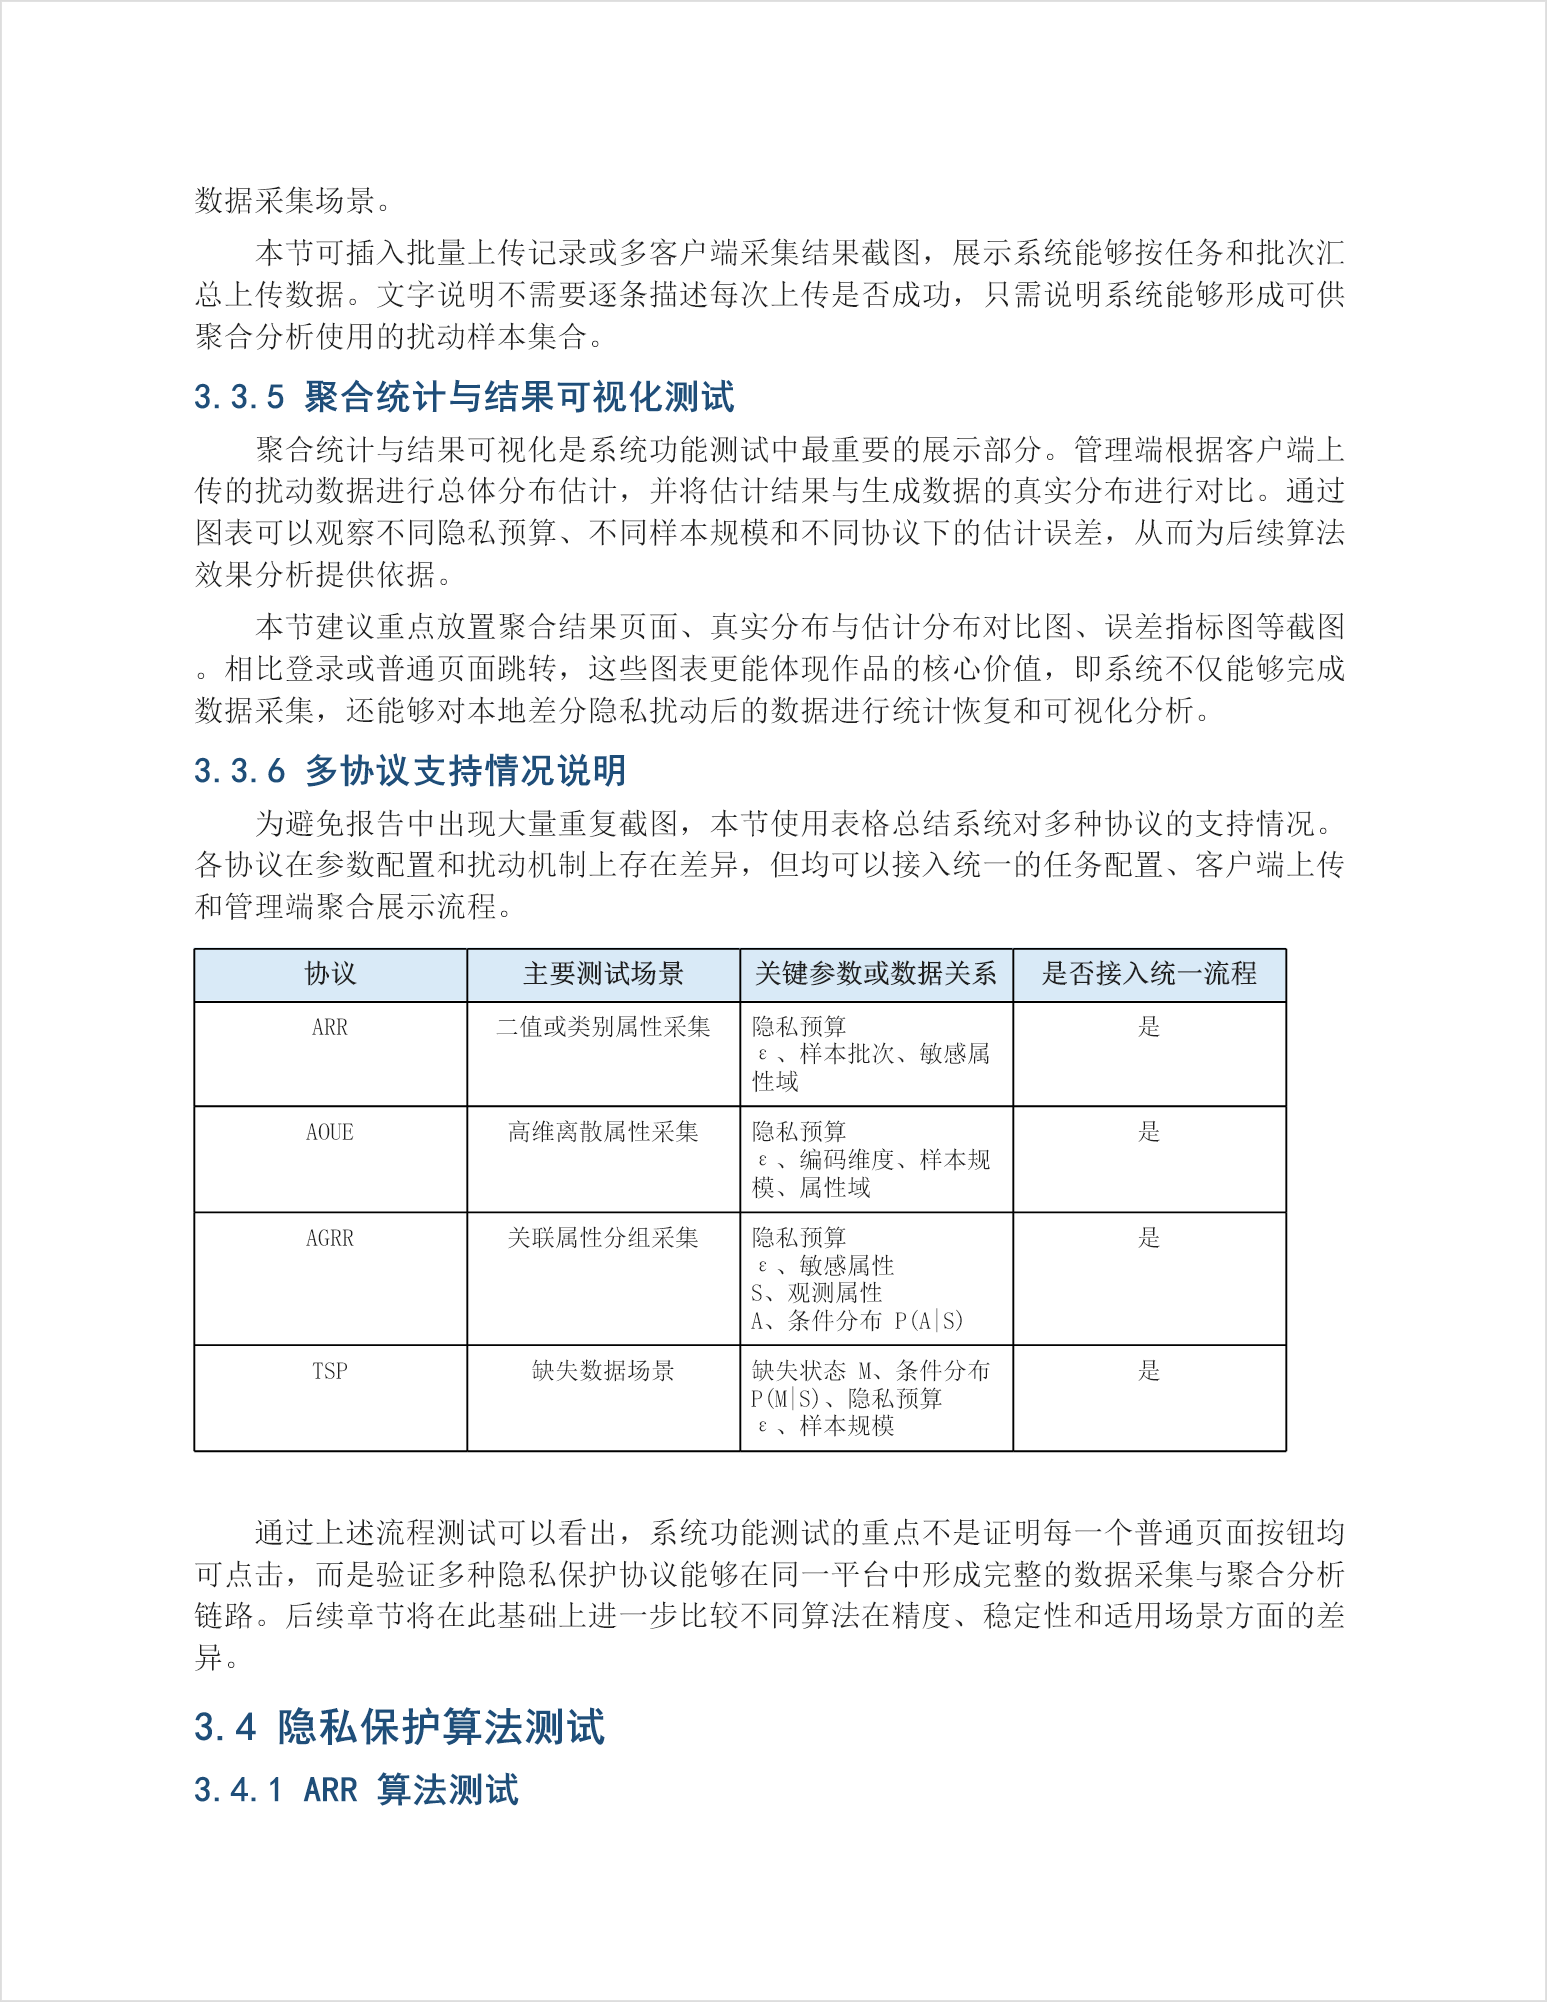 数据采集场景。
本节可插入批量上传记录或多客户端采集结果截图，展示系统能够按任务和批次汇
总上传数据。文字说明不需要逐条描述每次上传是否成功，只需说明系统能够形成可供
聚合分析使用的扰动样本集合。
3.3.5 聚合统计与结果可视化测试
聚合统计与结果可视化是系统功能测试中最重要的展示部分。管理端根据客户端上
传的扰动数据进行总体分布估计，并将估计结果与生成数据的真实分布进行对比。通过
图表可以观察不同隐私预算、不同样本规模和不同协议下的估计误差，从而为后续算法
效果分析提供依据。
本节建议重点放置聚合结果页面、真实分布与估计分布对比图、误差指标图等截图
。相比登录或普通页面跳转，这些图表更能体现作品的核心价值，即系统不仅能够完成
数据采集，还能够对本地差分隐私扰动后的数据进行统计恢复和可视化分析。
3.3.6 多协议支持情况说明
为避免报告中出现大量重复截图，本节使用表格总结系统对多种协议的支持情况。
各协议在参数配置和扰动机制上存在差异，但均可以接入统一的任务配置、客户端上传
和管理端聚合展示流程。
协议 主要测试场景 关键参数或数据关系 是否接入统一流程
ARR 二值或类别属性采集 隐私预算 是
ε、样本批次、敏感属
性域
AOUE 高维离散属性采集 隐私预算 是
ε、编码维度、样本规
模、属性域
AGRR 关联属性分组采集 隐私预算 是
ε、敏感属性
S、观测属性
A、条件分布 P(A|S)
TSP 缺失数据场景 缺失状态 M、条件分布 是
P(M|S)、隐私预算
ε、样本规模
通过上述流程测试可以看出，系统功能测试的重点不是证明每一个普通页面按钮均
可点击，而是验证多种隐私保护协议能够在同一平台中形成完整的数据采集与聚合分析
链路。后续章节将在此基础上进一步比较不同算法在精度、稳定性和适用场景方面的差
异。
3.4 隐私保护算法测试
3.4.1 ARR 算法测试